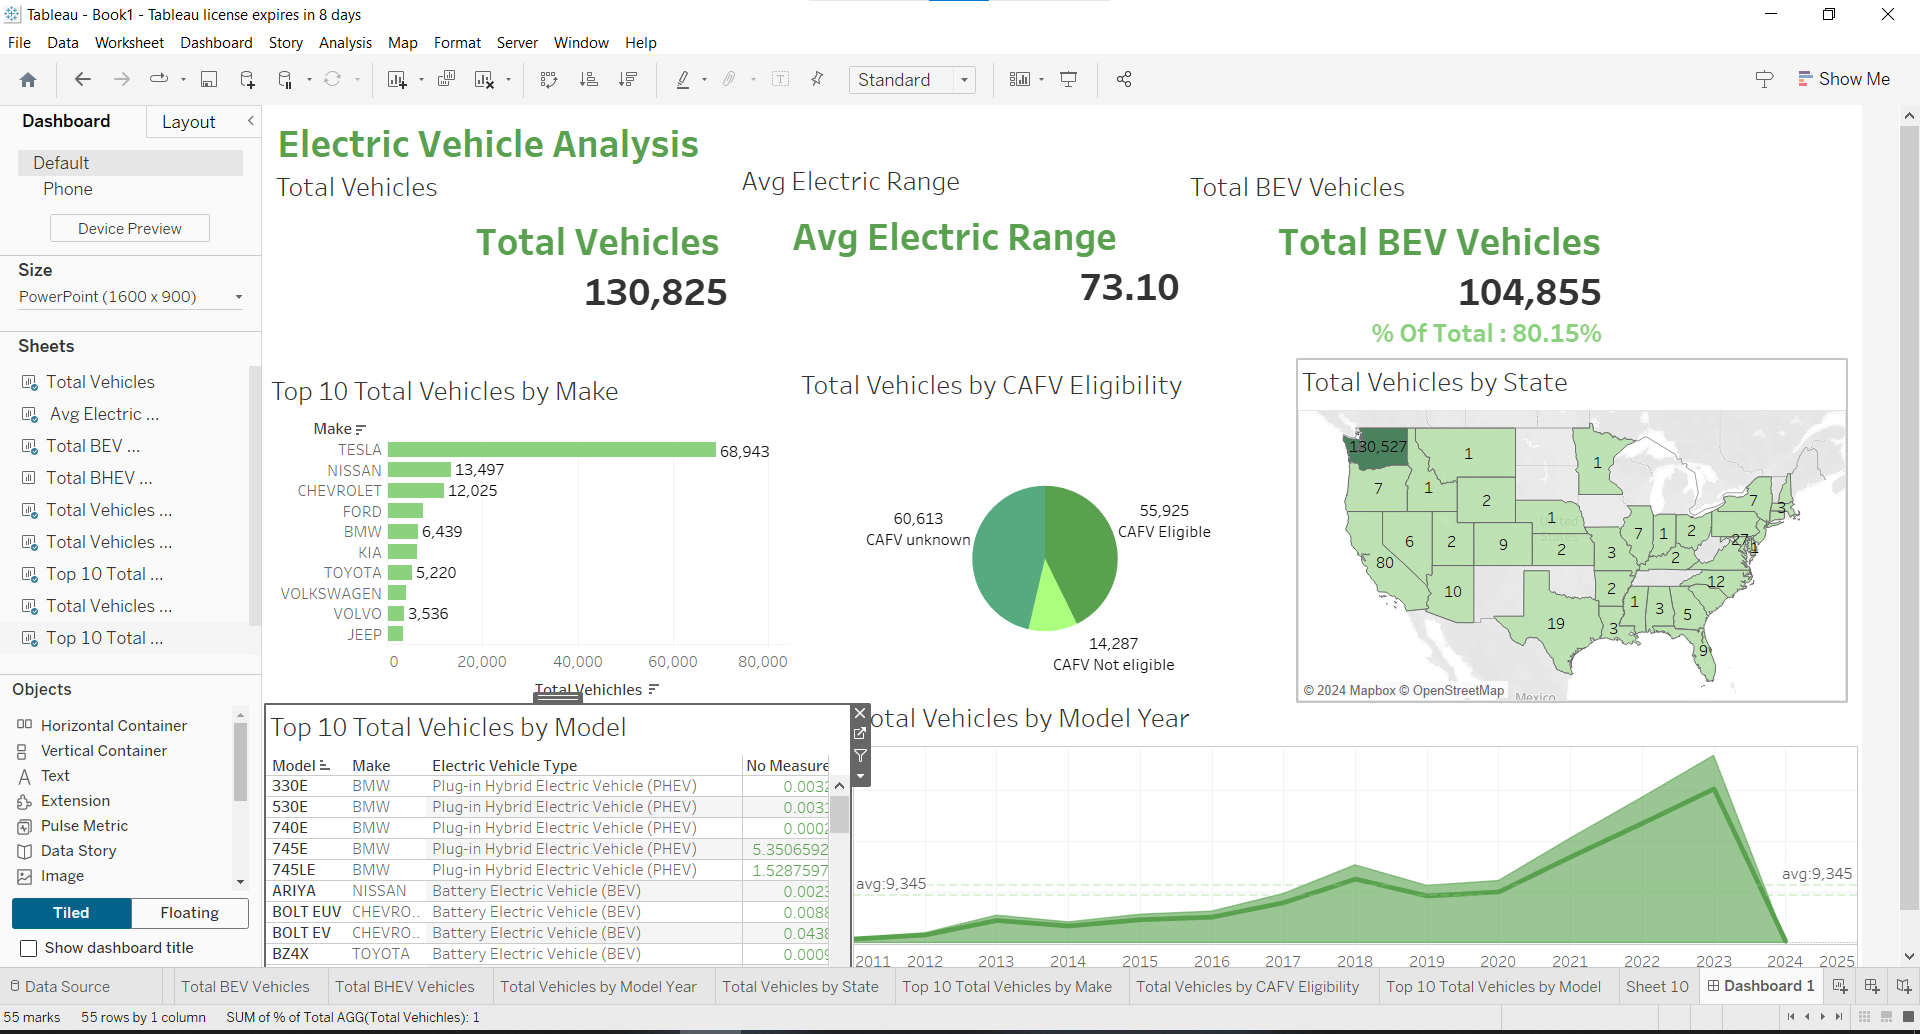 Tableau - Book1 - Tableau license expires in 8 days
File Data Worksheet Dashboard Story Analysis Map Format Server Window Help
Standard
Show Me
Dashboard Layout
Default
Phone
Device Preview
Size
PowerPoint (1600 x 900)
Sheets
Total Vehicles
Avg Electric ...
Total BEV ...
Total BHEV ...
Total Vehicles ...
Total Vehicles ...
Top 10 Total ...
Total Vehicles ...
Top 10 Total ...
Objects
Horizontal Container
Vertical Container
Text
Extension
Pulse Metric
Data Story
Image
Tiled Floating
Show dashboard title
Electric Vehicle Analysis
Total Vehicles
Total Vehicles
130,825
Avg Electric Range
Avg Electric Range
73.10
Total BEV Vehicles
Total BEV Vehicles
104,855
% Of Total : 80.15%
Top 10 Total Vehicles by Make
Make
TESLA 68,943
NISSAN 13,497
CHEVROLET 12,025
FORD
BMW 6,439
KIA
TOYOTA 5,220
VOLKSWAGEN
VOLVO 3,536
JEEP
0 20,000 40,000 60,000 80,000
Total Vehichles
Total Vehicles by CAFV Eligibility
60,613
CAFV unknown
55,925
CAFV Eligible
14,287
CAFV Not eligible
Total Vehicles by State
130,527 1 1
7 1 2 7 3
1 United States
6 2 9 2 3 7 1 2 27 1
80 2
10 2 12
19 3 1 3 5
9
© 2024 Mapbox © OpenStreetMap Mexico
Top 10 Total Vehicles by Model
Model Make Electric Vehicle Type No Measure
330E BMW Plug-in Hybrid Electric Vehicle (PHEV) 0.0032
530E BMW Plug-in Hybrid Electric Vehicle (PHEV) 0.0031
740E BMW Plug-in Hybrid Electric Vehicle (PHEV) 0.0002
745E BMW Plug-in Hybrid Electric Vehicle (PHEV) 5.3506592
745LE BMW Plug-in Hybrid Electric Vehicle (PHEV) 1.5287597
ARIYA NISSAN Battery Electric Vehicle (BEV) 0.0023
BOLT EUV CHEVRO.. Battery Electric Vehicle (BEV) 0.0088
BOLT EV CHEVRO.. Battery Electric Vehicle (BEV) 0.0438
BZ4X TOYOTA Battery Electric Vehicle (BEV) 0.0009
otal Vehicles by Model Year
avg:9,345 avg:9,345
2011 2012 2013 2014 2015 2016 2017 2018 2019 2020 2021 2022 2023 2024 2025
Data Source Total BEV Vehicles Total BHEV Vehicles Total Vehicles by Model Year Total Vehicles by State Top 10 Total Vehicles by Make Total Vehicles by CAFV Eligibility Top 10 Total Vehicles by Model Sheet 10 Dashboard 1
55 marks 55 rows by 1 column SUM of % of Total AGG(Total Vehichles): 1